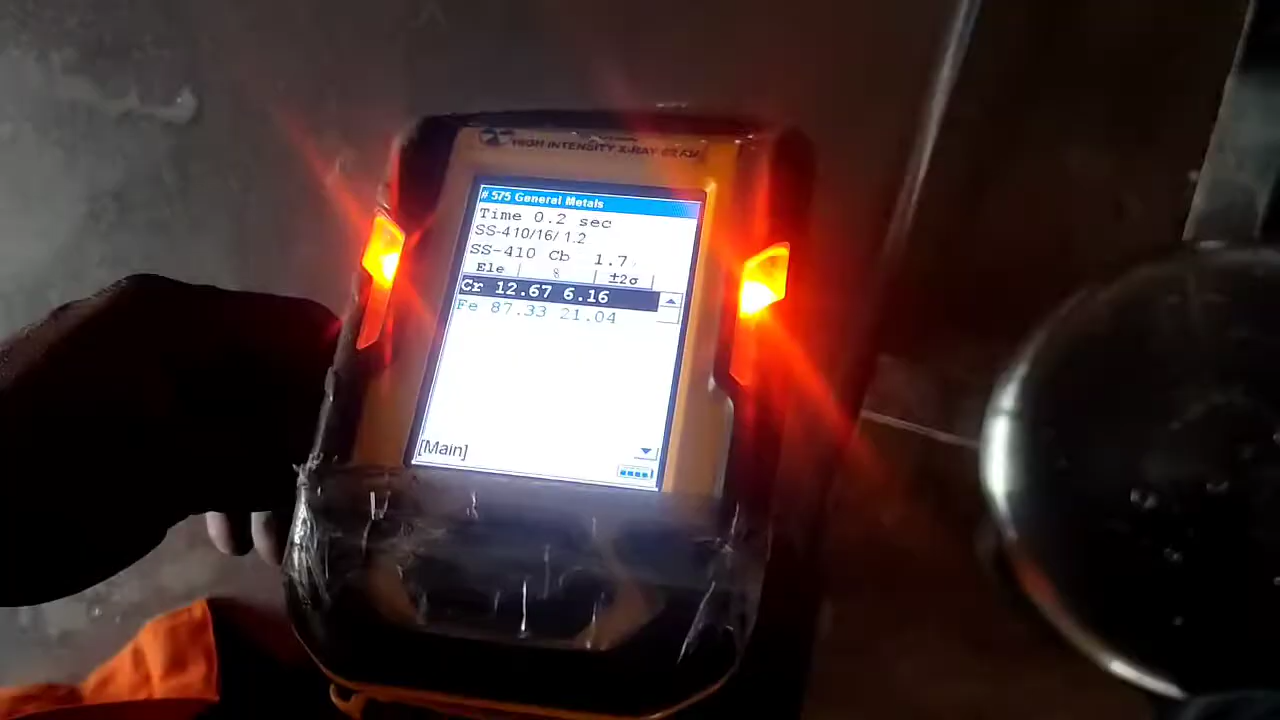 HIGH INTENSITY X-RAY BEAM
# 575 General Metals
Time 0.2 sec
SS-410/16/ 1.2
SS-410 Cb 1.7
Ele | % | ±2σ |
Cr 12.67 6.16
Fe 87.33 21.04
[Main]